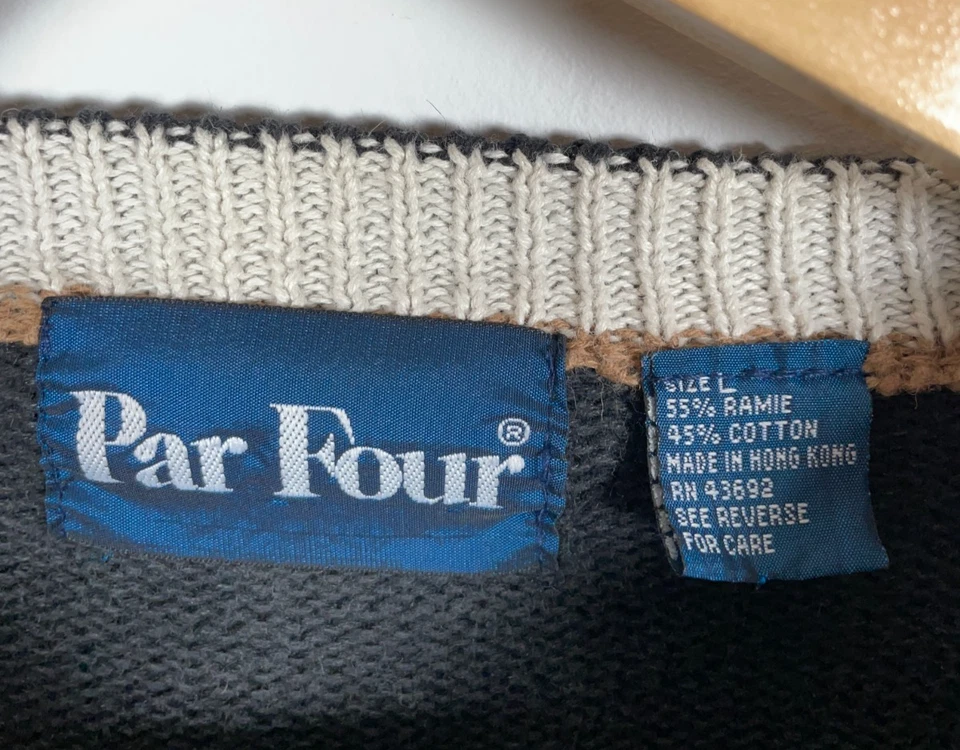 Par Four®
SIZE L
55% RAMIE
45% COTTON
MADE IN HONG KONG
RN 43692
SEE REVERSE
FOR CARE